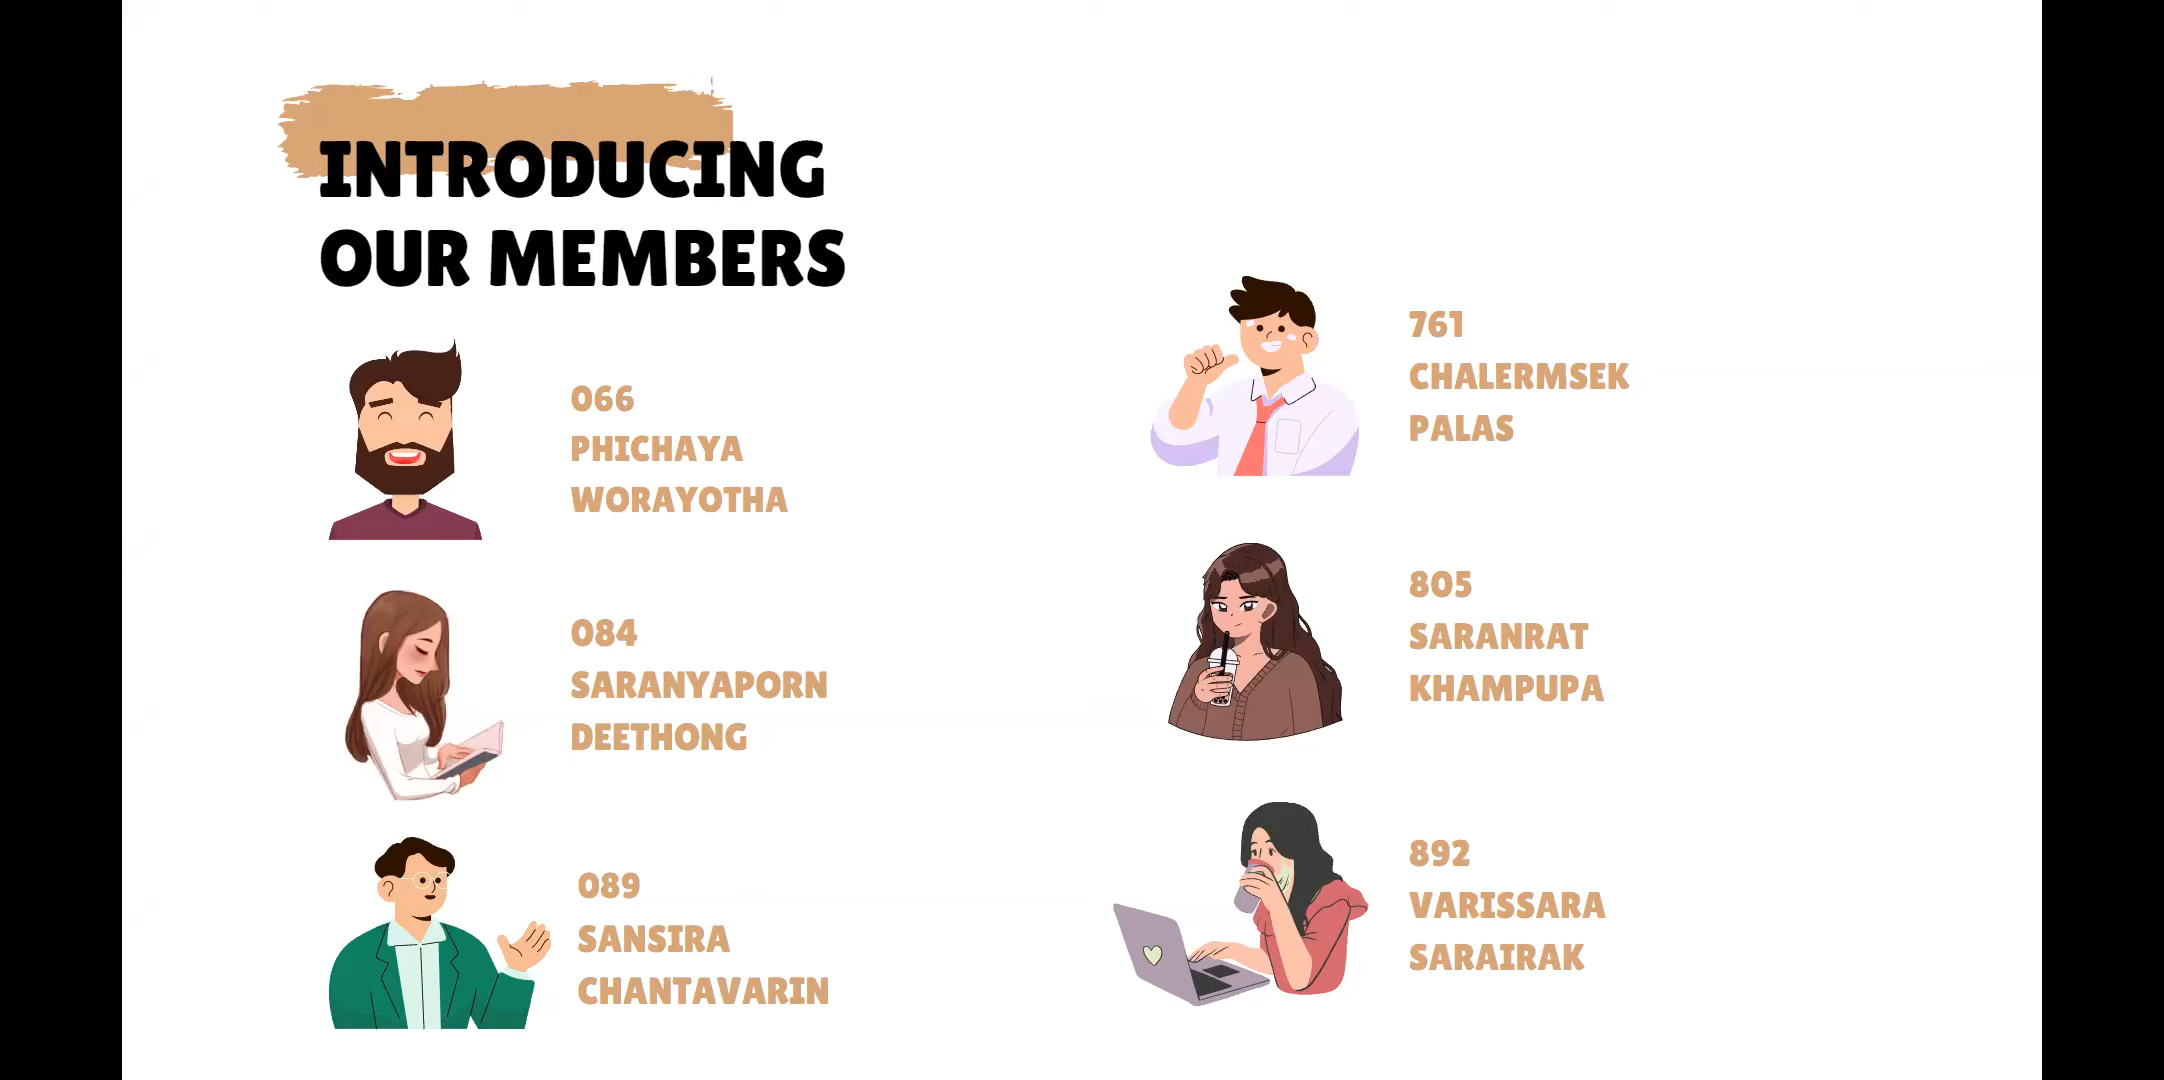 INTRODUCING
OUR MEMBERS
066
PHICHAYA
WORAYOTHA
084
SARANYAPORN
DEETHONG
089
SANSIRA
CHANTAVARIN
761
CHALERMSEK
PALAS
805
SARANRAT
KHAMPUPA
892
VARISSARA
SARAIRAK